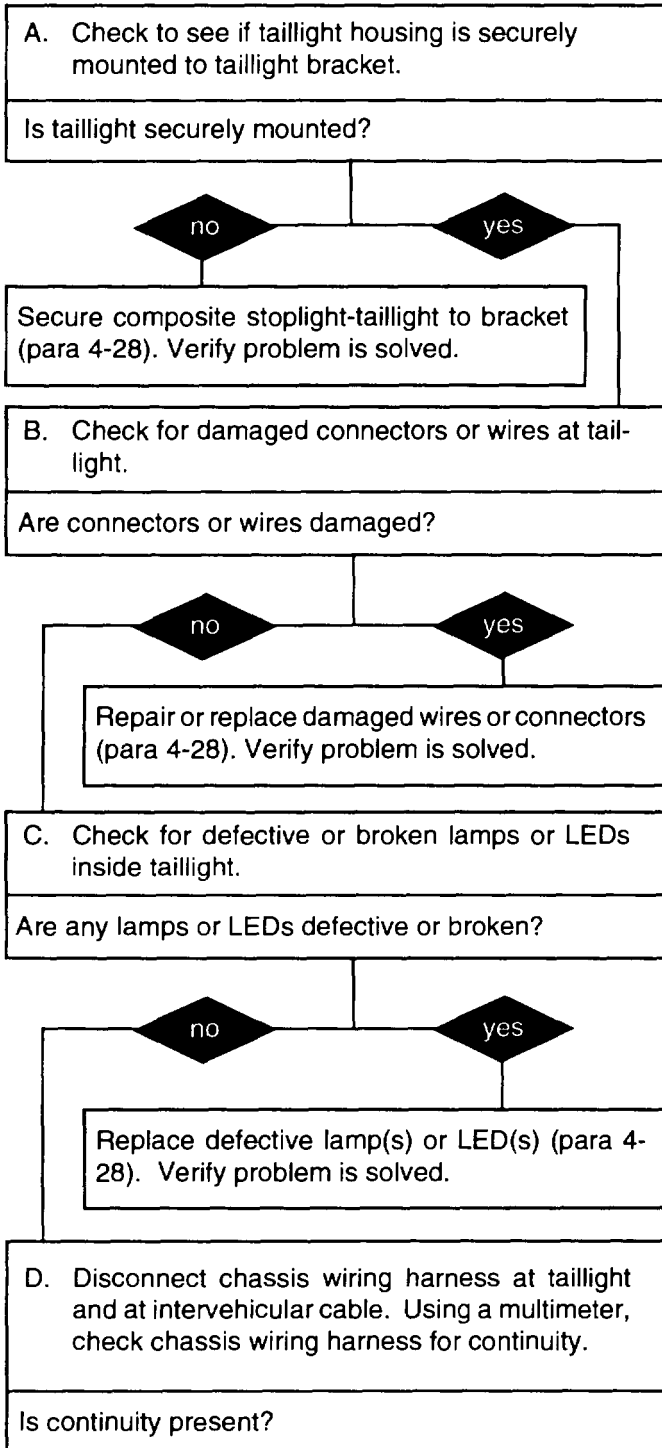 A. Check to see if taillight housing is securely
mounted to taillight bracket.
Is taillight securely mounted?
no
yes
Secure composite stoplight-taillight to bracket
(para 4-28). Verify problem is solved.
B. Check for damaged connectors or wires at tail-
light.
Are connectors or wires damaged?
no
yes
Repair or replace damaged wires or connectors
(para 4-28). Verify problem is solved.
C. Check for defective or broken lamps or LEDs
inside taillight.
Are any lamps or LEDs defective or broken?
no
yes
Replace defective lamp(s) or LED(s) (para 4-
28). Verify problem is solved.
D. Disconnect chassis wiring harness at taillight
and at intervehicular cable. Using a multimeter,
check chassis wiring harness for continuity.
Is continuity present?